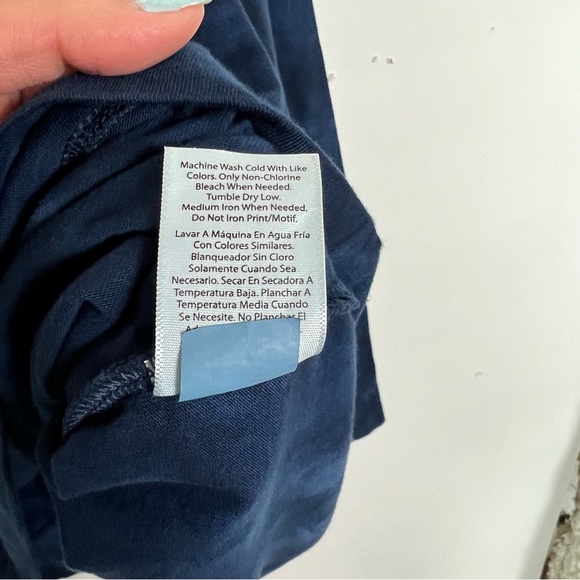 Machine Wash Cold With Like
Colors. Only Non-Chlorine
Bleach When Needed.
Tumble Dry Low.
Medium Iron When Needed.
Do Not Iron Print/Motif.
Lavar A Máquina En Agua Fría
Con Colores Similares.
Blanqueador Sin Cloro
Solamente Cuando Sea
Necesario. Secar En Secadora A
Temperatura Baja. Planchar A
Temperatura Media Cuando
Se Necesite. No Planchar El